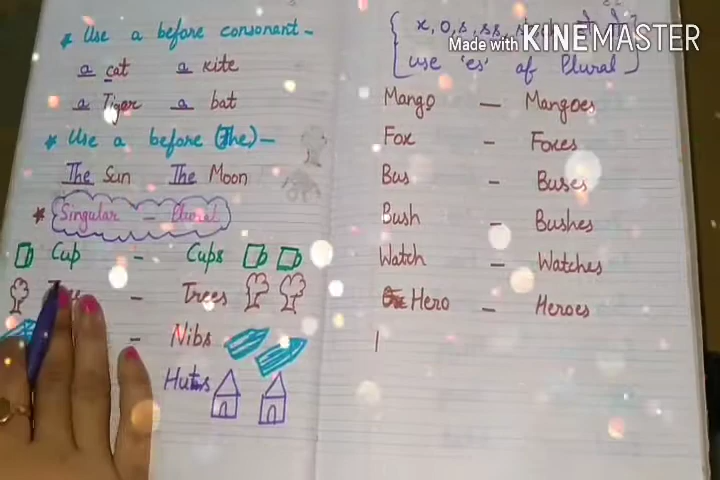 * Use a before consonant -
a cat a kite
a Tiger a bat
* Use a before (The) -
The Sun The Moon
* Singular - Plural
Cup - Cups
- Trees
- Nibs
Huts
x, o, s, ss,
use 'es' of Plural
Mango - Mangoes
Fox - Foxes
Bus - Buses
Bush - Bushes
Watch - Watches
Hero - Heroes
Made with KINEMASTER